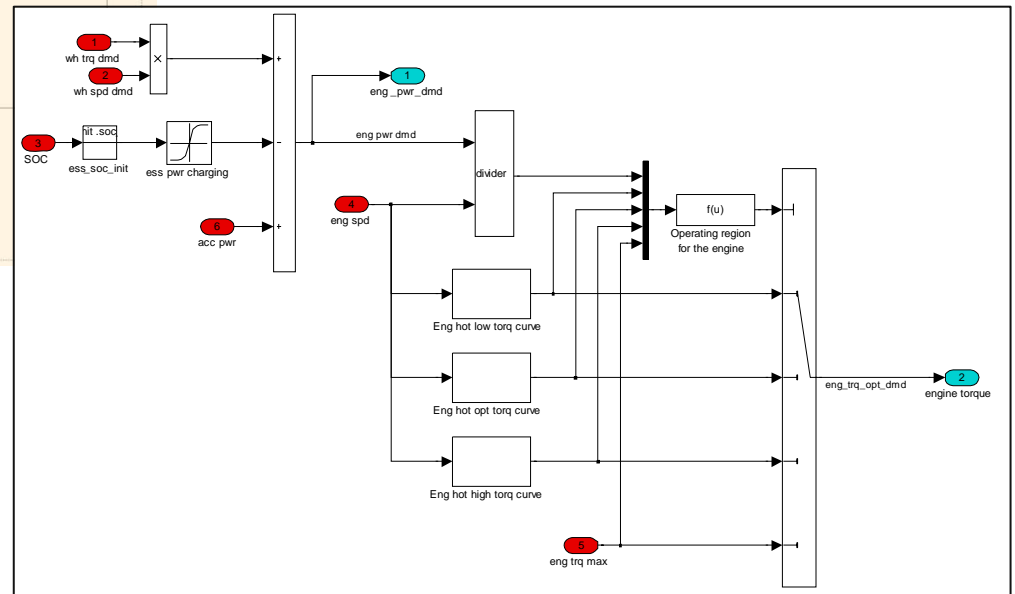 1
wh trq dmd
2
wh spd dmd
×
+
1
eng _pwr_dmd
3
SOC
nit .soc
ess_soc_init
ess pwr charging
-
eng pwr dmd
divider
4
eng spd
6
acc pwr
+
f(u)
Operating region
for the engine
Eng hot low torq curve
Eng hot opt torq curve
eng_trq_opt_dmd
2
engine torque
Eng hot high torq curve
5
eng trq max